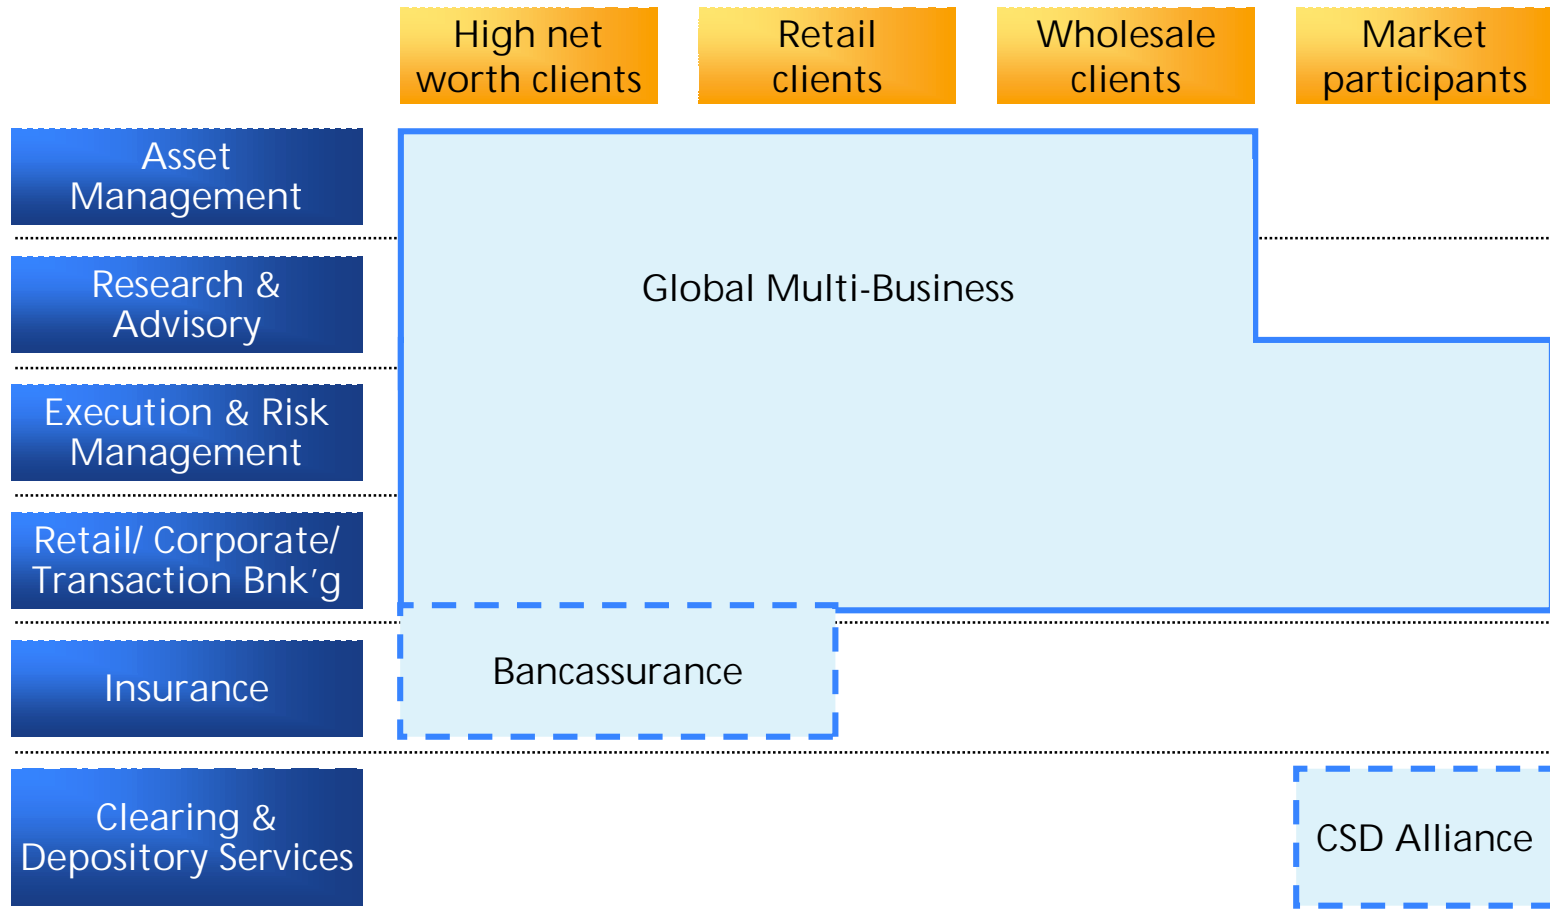 High net
worth clients
Retail
clients
Wholesale
clients
Market
participants
Asset
Management
Research &
Advisory
Global Multi-Business
Execution & Risk
Management
Retail/ Corporate/
Transaction Bnk’g
Insurance
Bancassurance
Clearing &
Depository Services
CSD Alliance